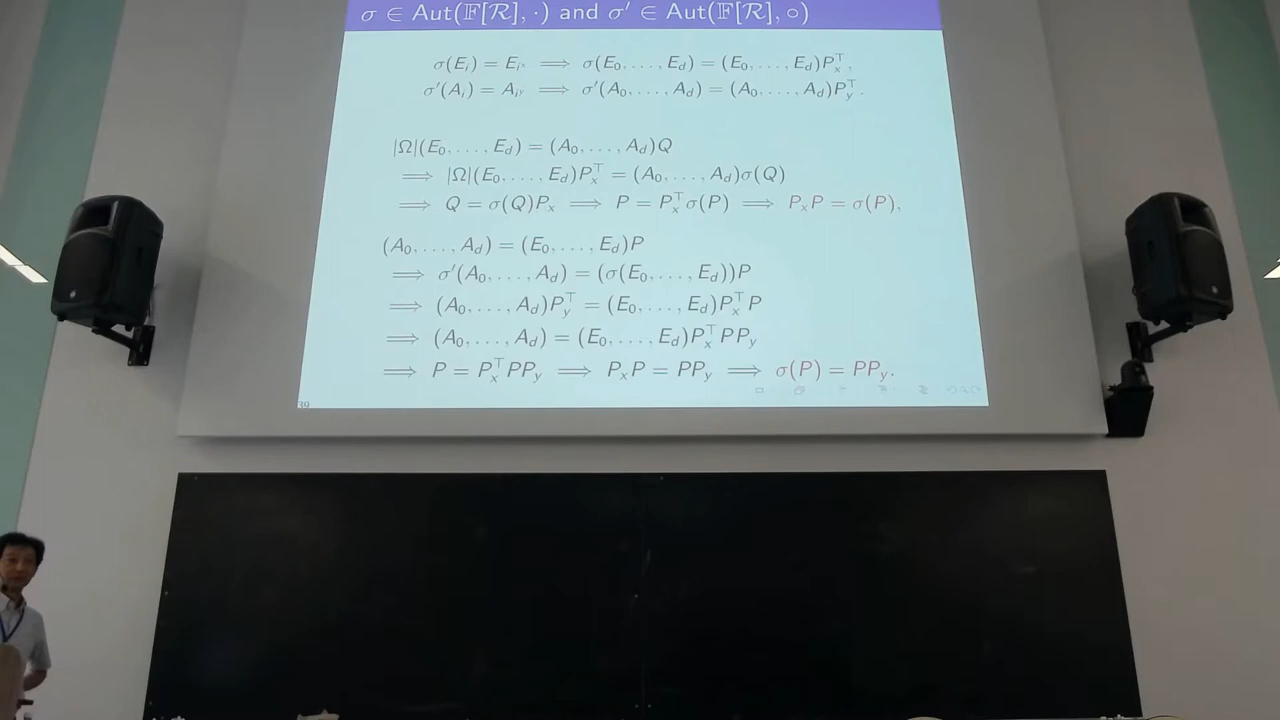 σ ∈ Aut(𝔽[ℛ], ·) and σ′ ∈ Aut(𝔽[ℛ], ∘)
σ(E_i) = E_{i^x} ⟹ σ(E_0, . . . , E_d) = (E_0, . . . , E_d)P_x^⊤,
σ′(A_i) = A_{i^y} ⟹ σ′(A_0, . . . , A_d) = (A_0, . . . , A_d)P_y^⊤.
|Ω|(E_0, . . . , E_d) = (A_0, . . . , A_d)Q
⟹ |Ω|(E_0, . . . , E_d)P_x^⊤ = (A_0, . . . , A_d)σ(Q)
⟹ Q = σ(Q)P_x ⟹ P = P_x^⊤σ(P) ⟹ P_xP = σ(P),
(A_0, . . . , A_d) = (E_0, . . . , E_d)P
⟹ σ′(A_0, . . . , A_d) = (σ(E_0, . . . , E_d))P
⟹ (A_0, . . . , A_d)P_y^⊤ = (E_0, . . . , E_d)P_x^⊤P
⟹ (A_0, . . . , A_d) = (E_0, . . . , E_d)P_x^⊤PP_y
⟹ P = P_x^⊤PP_y ⟹ P_xP = PP_y ⟹ σ(P) = PP_y.
39